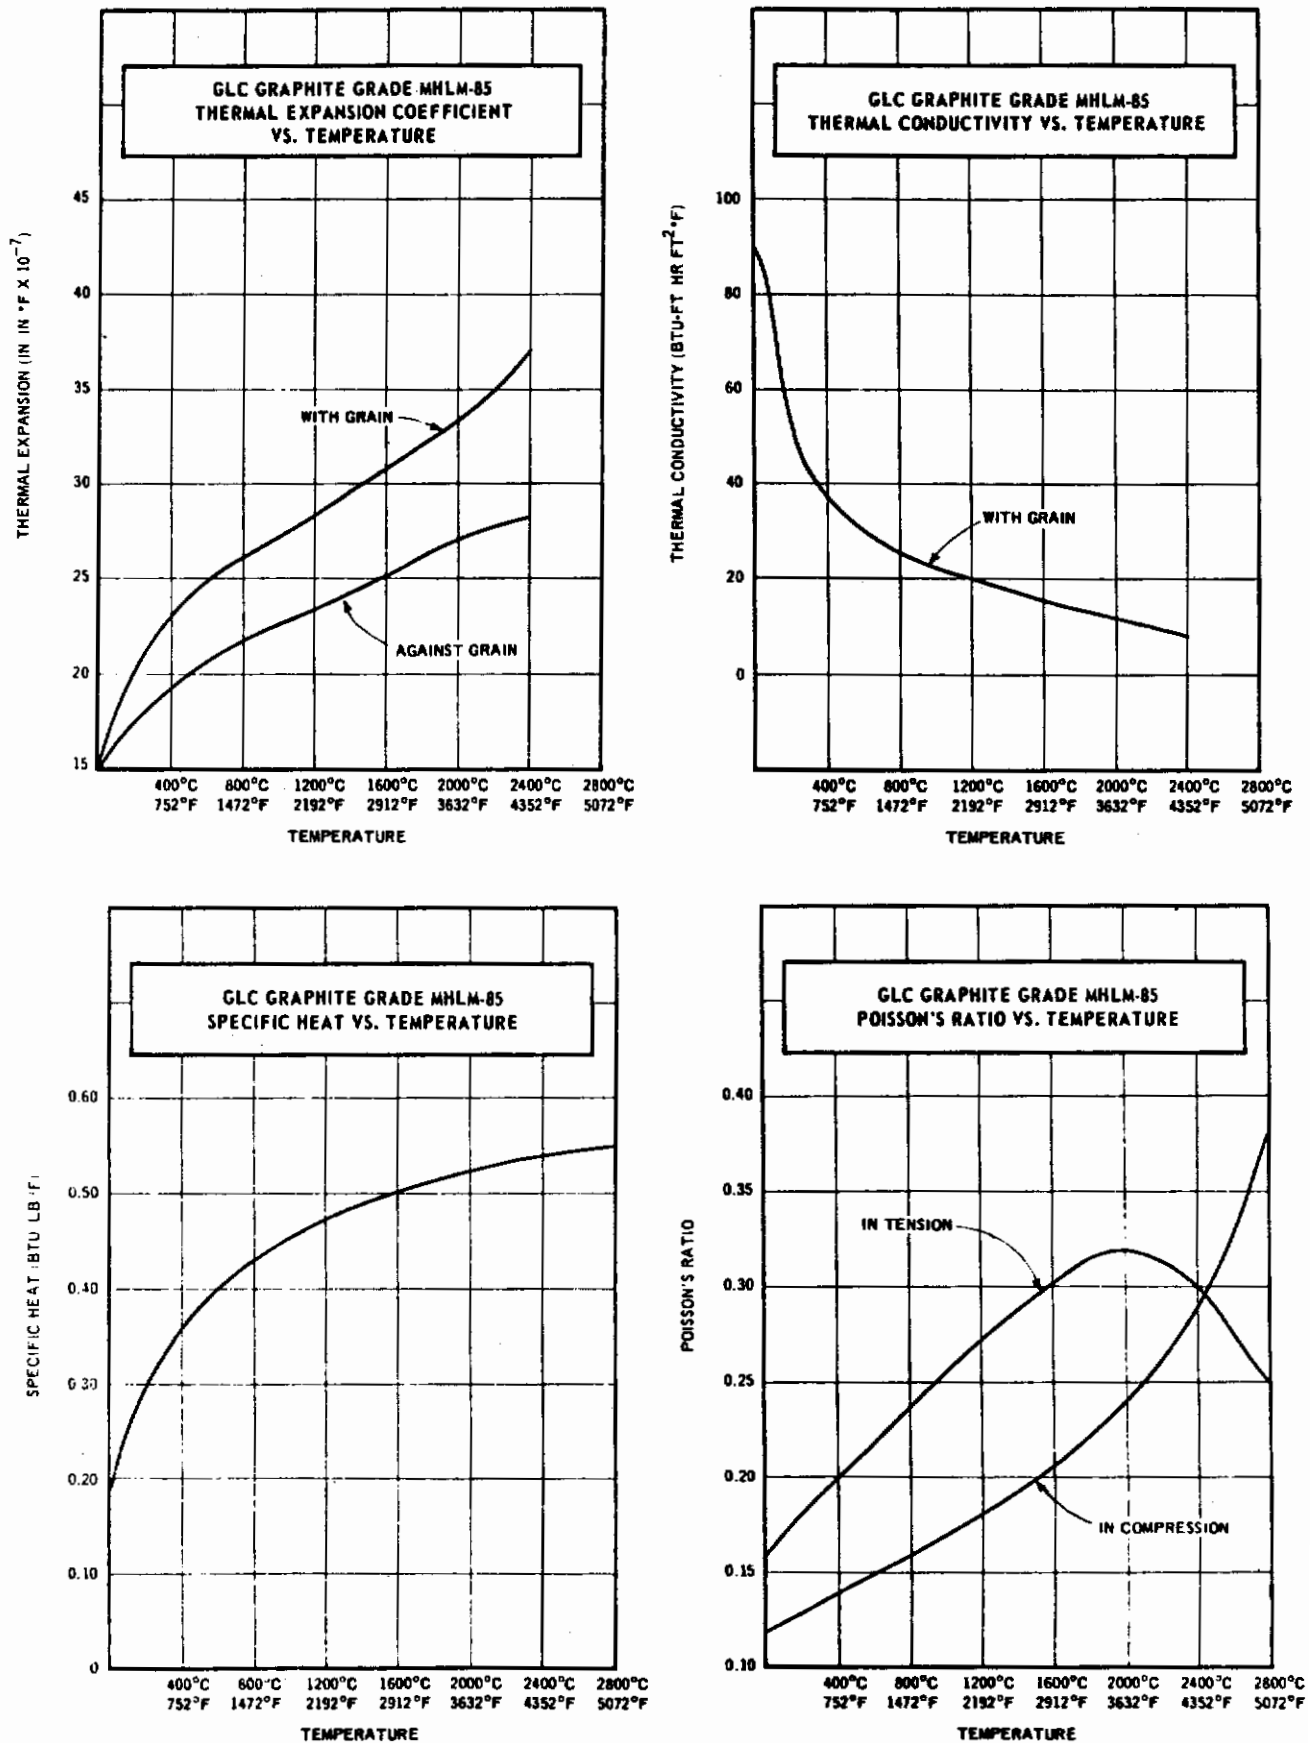 GLC GRAPHITE GRADE MHLM-85
THERMAL EXPANSION COEFFICIENT
VS. TEMPERATURE
THERMAL EXPANSION (IN IN °F X 10⁻⁷)
45
40
35
30
25
20
15
WITH GRAIN
AGAINST GRAIN
400°C 800°C 1200°C 1600°C 2000°C 2400°C 2800°C
752°F 1472°F 2192°F 2912°F 3632°F 4352°F 5072°F
TEMPERATURE
GLC GRAPHITE GRADE MHLM-85
THERMAL CONDUCTIVITY VS. TEMPERATURE
THERMAL CONDUCTIVITY (BTU-FT HR FT² °F)
100
80
60
40
20
0
WITH GRAIN
400°C 800°C 1200°C 1600°C 2000°C 2400°C 2800°C
752°F 1472°F 2192°F 2912°F 3632°F 4352°F 5072°F
TEMPERATURE
GLC GRAPHITE GRADE MHLM-85
SPECIFIC HEAT VS. TEMPERATURE
SPECIFIC HEAT (BTU LB °F)
0.60
0.50
0.40
0.30
0.20
0.10
0
400°C 600°C 1200°C 1600°C 2000°C 2400°C 2800°C
752°F 1472°F 2192°F 2912°F 3632°F 4352°F 5072°F
TEMPERATURE
GLC GRAPHITE GRADE MHLM-85
POISSON'S RATIO VS. TEMPERATURE
POISSON'S RATIO
0.40
0.35
0.30
0.25
0.20
0.15
0.10
IN TENSION
IN COMPRESSION
400°C 800°C 1200°C 1600°C 2000°C 2400°C 2800°C
752°F 1472°F 2192°F 2912°F 3632°F 4352°F 5072°F
TEMPERATURE